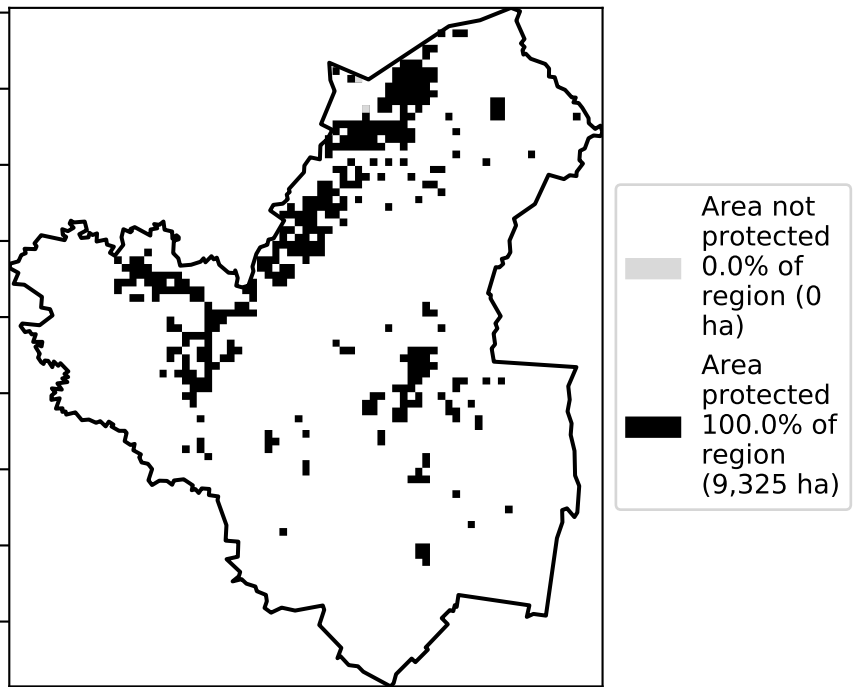 Area not
protected
0.0% of
region (0
ha)
Area
protected
100.0% of
region
(9,325 ha)